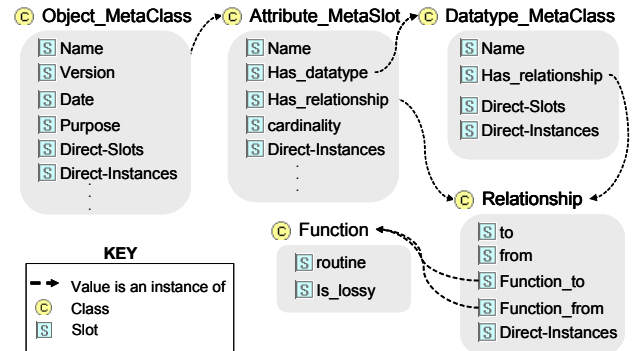 C Object_MetaClass
S Name
S Version
S Date
S Purpose
S Direct-Slots
S Direct-Instances
.
.
.
C Attribute_MetaSlot
S Name
S Has_datatype
S Has_relationship
S cardinality
S Direct-Instances
.
.
.
C Datatype_MetaClass
S Name
S Has_relationship
S Direct-Slots
S Direct-Instances
C Relationship
S to
S from
S Function_to
S Function_from
S Direct-Instances
C Function
S routine
S Is_lossy
KEY
Value is an instance of
C Class
S Slot